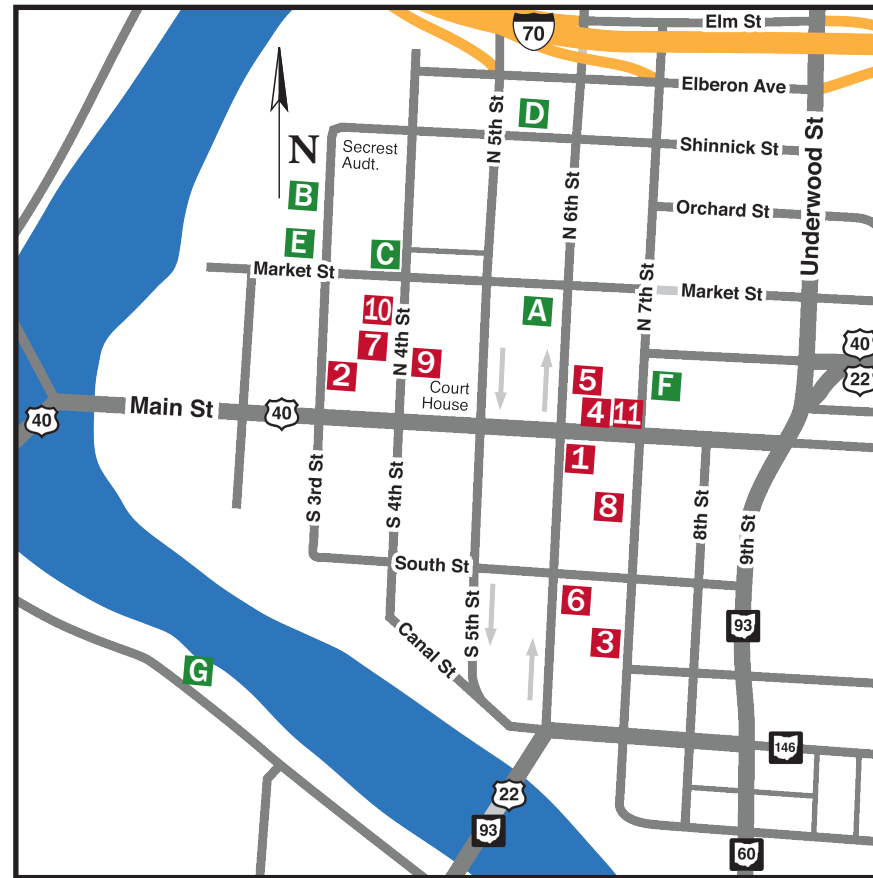 Elm St
70
Elberon Ave
D
N 5th St
Shinnick St
Secrest
Audt.
N
Underwood St
B
N 6th St
Orchard St
E
C
Market St
N 7th St
Market St
10
A
N 4th St
40
7
9
2
5
22
Court
House
F
4
11
40
Main St
40
1
S 3rd St
S 4th St
8
8th St
9th St
South St
6
S 5th St
93
3
Canal St
G
146
22
93
60